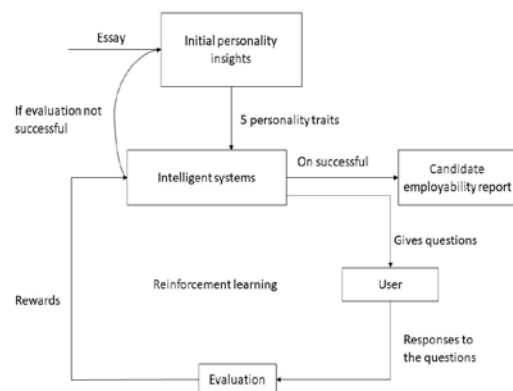 Essay
Initial personality
insights
If evaluation not
successful
5 personality traits
Intelligent systems
On successful
Candidate
employability report
Gives questions
Reinforcement learning
User
Rewards
Responses to
the questions
Evaluation